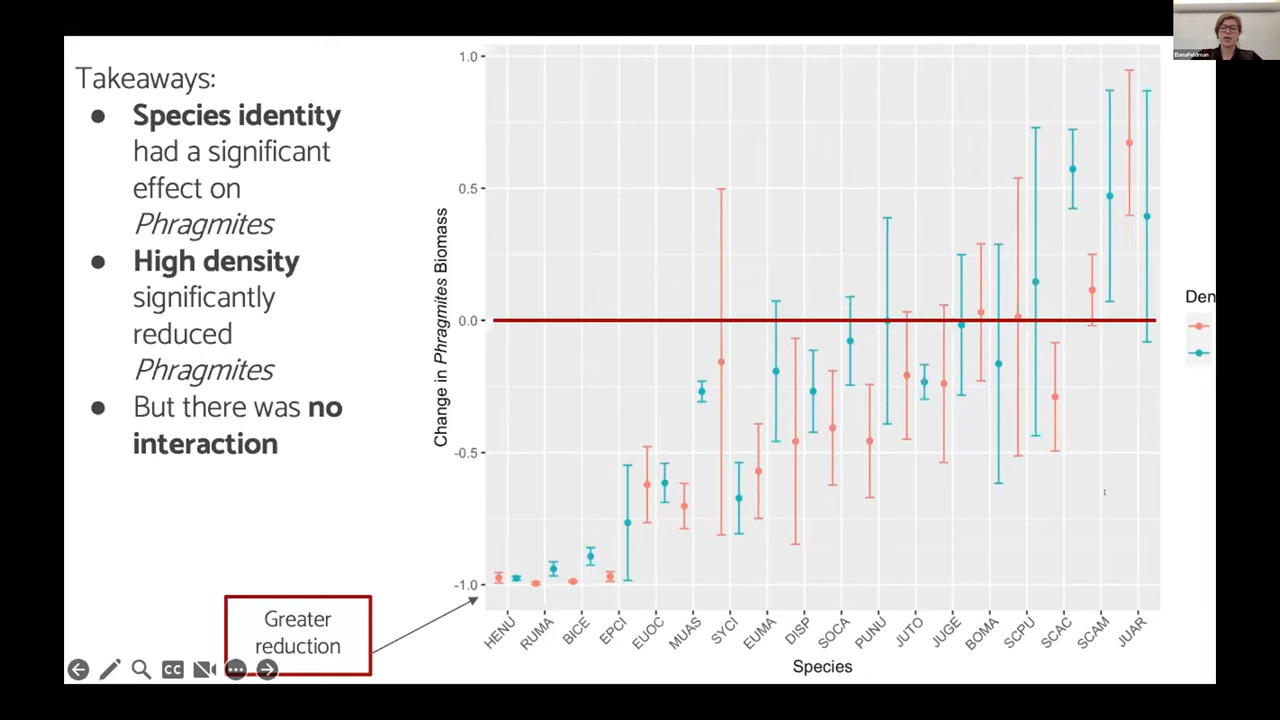 Takeaways:
● Species identity
had a significant
effect on
Phragmites
● High density
significantly
reduced
Phragmites
● But there was no
interaction
Greater
reduction
Change in Phragmites Biomass
1.0
0.5
0.0
-0.5
-1.0
HENU
RUMA
BICE
EPCI
EUOC
MUAS
SYCI
EUMA
DISP
SOCA
PUNU
JUTO
JUGE
BOMA
SCPU
SCAC
SCAM
JUAR
Species
Den
CC